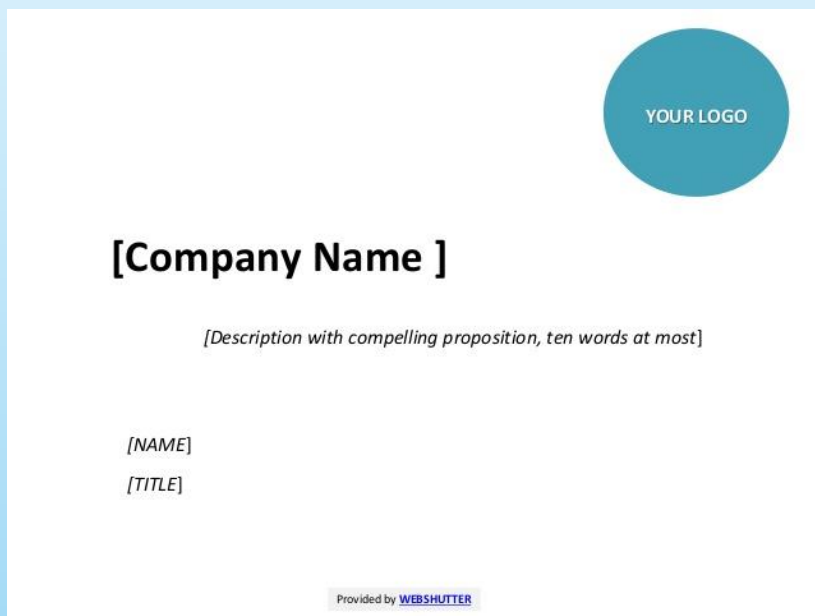 YOUR LOGO
[Company Name ]
[Description with compelling proposition, ten words at most]
[NAME]
[TITLE]
Provided by WEBSHUTTER